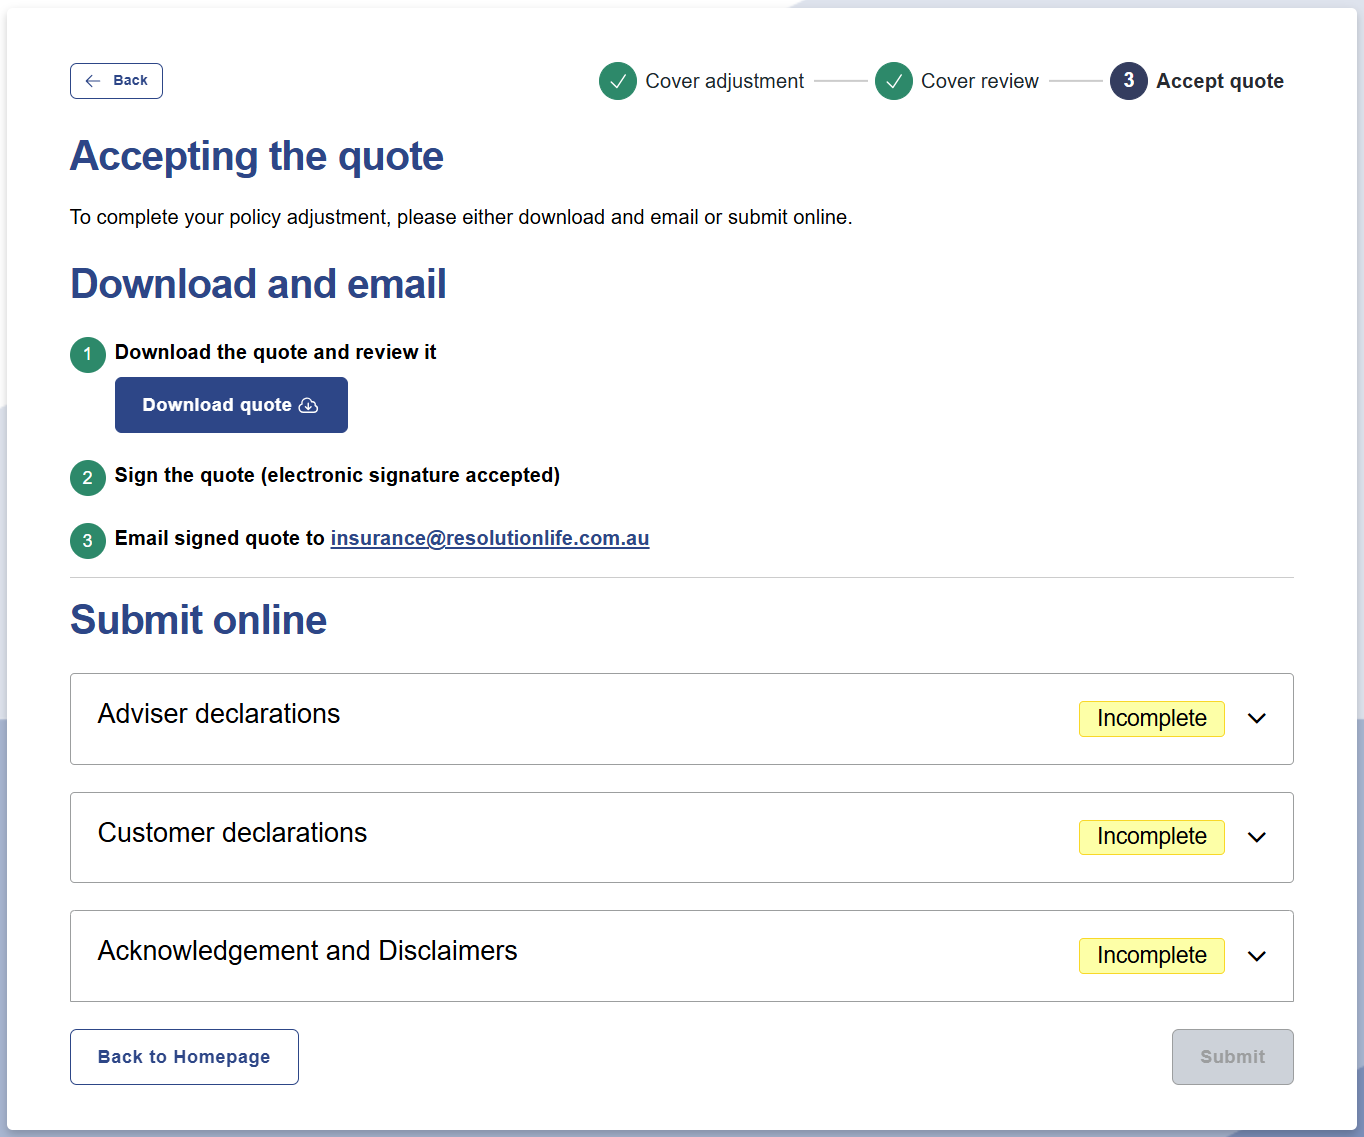 Back
Cover adjustment
Cover review
3 Accept quote
Accepting the quote
To complete your policy adjustment, please either download and email or submit online.
Download and email
1 Download the quote and review it
Download quote
2 Sign the quote (electronic signature accepted)
3 Email signed quote to insurance@resolutionlife.com.au
Submit online
Adviser declarations Incomplete
Customer declarations Incomplete
Acknowledgement and Disclaimers Incomplete
Back to Homepage Submit